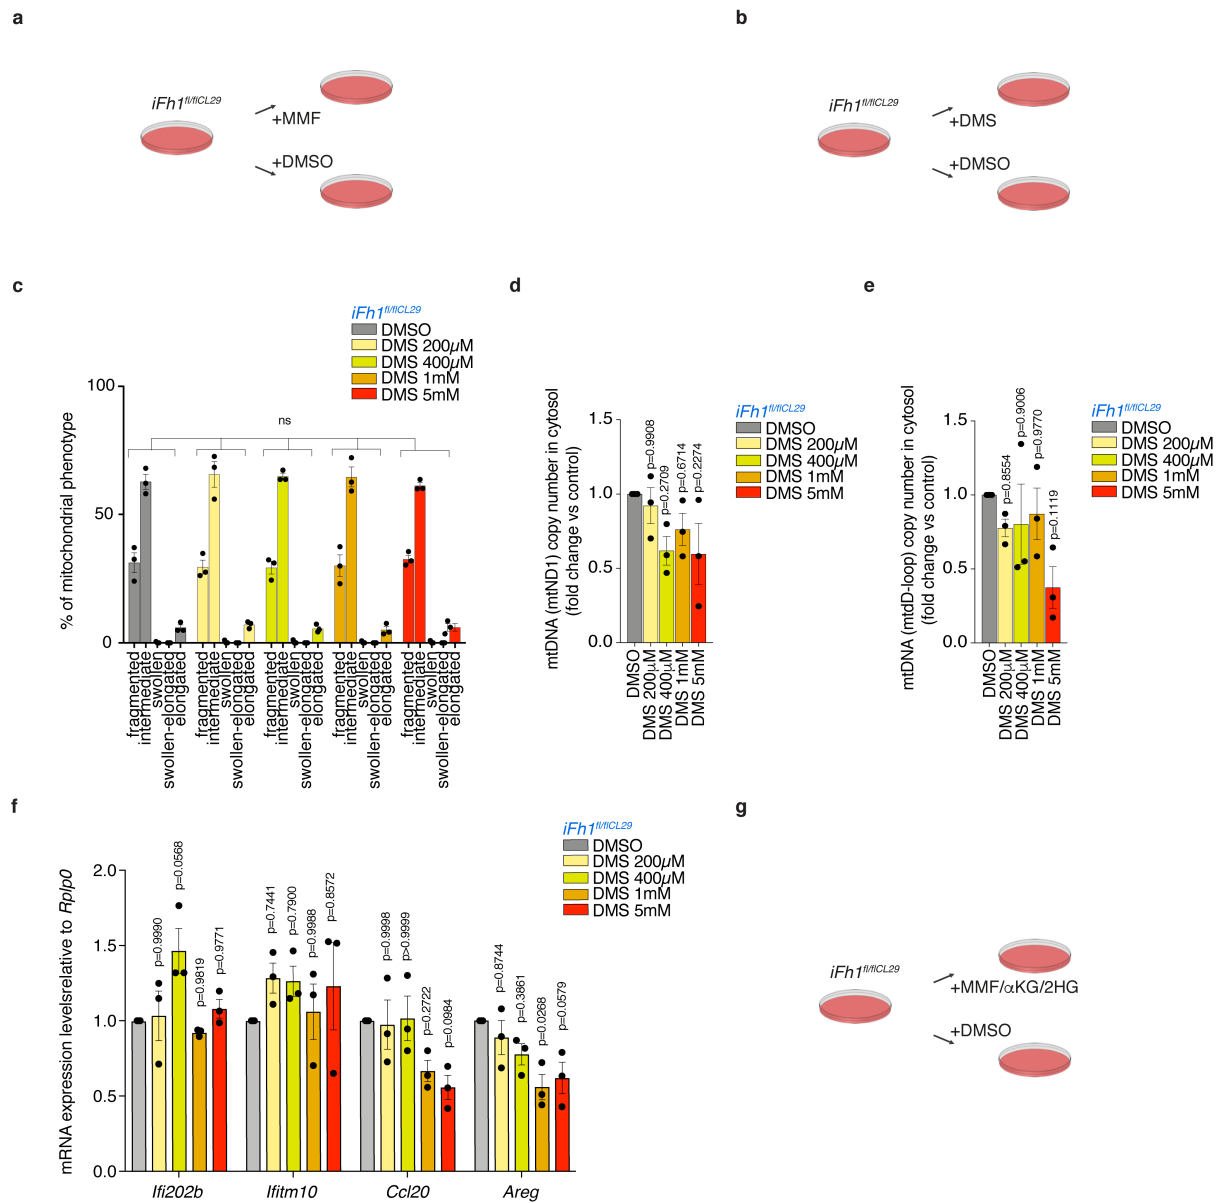 a
iFh1fl/flCL29
+MMF
+DMSO
b
iFh1fl/flCL29
+DMS
+DMSO
c
iFh1fl/flCL29
DMSO
DMS 200µM
DMS 400µM
DMS 1mM
DMS 5mM
% of mitochondrial phenotype
100
50
0
ns
fragmented
intermediate
swollen
swollen-elongated
elongated
fragmented
intermediate
swollen
swollen-elongated
elongated
fragmented
intermediate
swollen
swollen-elongated
elongated
fragmented
intermediate
swollen
swollen-elongated
elongated
fragmented
intermediate
swollen
swollen-elongated
elongated
d
mtDNA (mtND1) copy number in cytosol
(fold change vs control)
1.5
1.0
0.5
0.0
p=0.9908
p=0.2709
p=0.6714
p=0.2274
DMSO
DMS 200µM
DMS 400µM
DMS 1mM
DMS 5mM
iFh1fl/flCL29
DMSO
DMS 200µM
DMS 400µM
DMS 1mM
DMS 5mM
e
mtDNA (mtdD-loop) copy number in cytosol
(fold change vs control)
1.5
1.0
0.5
0.0
p=0.8554
p=0.9006
p=0.9770
p=0.1119
DMSO
DMS 200µM
DMS 400µM
DMS 1mM
DMS 5mM
iFh1fl/flCL29
DMSO
DMS 200µM
DMS 400µM
DMS 1mM
DMS 5mM
f
iFh1fl/flCL29
DMSO
DMS 200µM
DMS 400µM
DMS 1mM
DMS 5mM
mRNA expression levelsrelative to Rplp0
2.0
1.5
1.0
0.5
0.0
p=0.9990
p=0.0568
p=0.9819
p=0.9771
p=0.7441
p=0.7900
p=0.9988
p=0.8572
p=0.9998
p>0.9999
p=0.2722
p=0.0984
p=0.8744
p=0.3861
p=0.0268
p=0.0579
Ifi202b
Ifitm10
Ccl20
Areg
g
iFh1fl/flCL29
+MMF/αKG/2HG
+DMSO